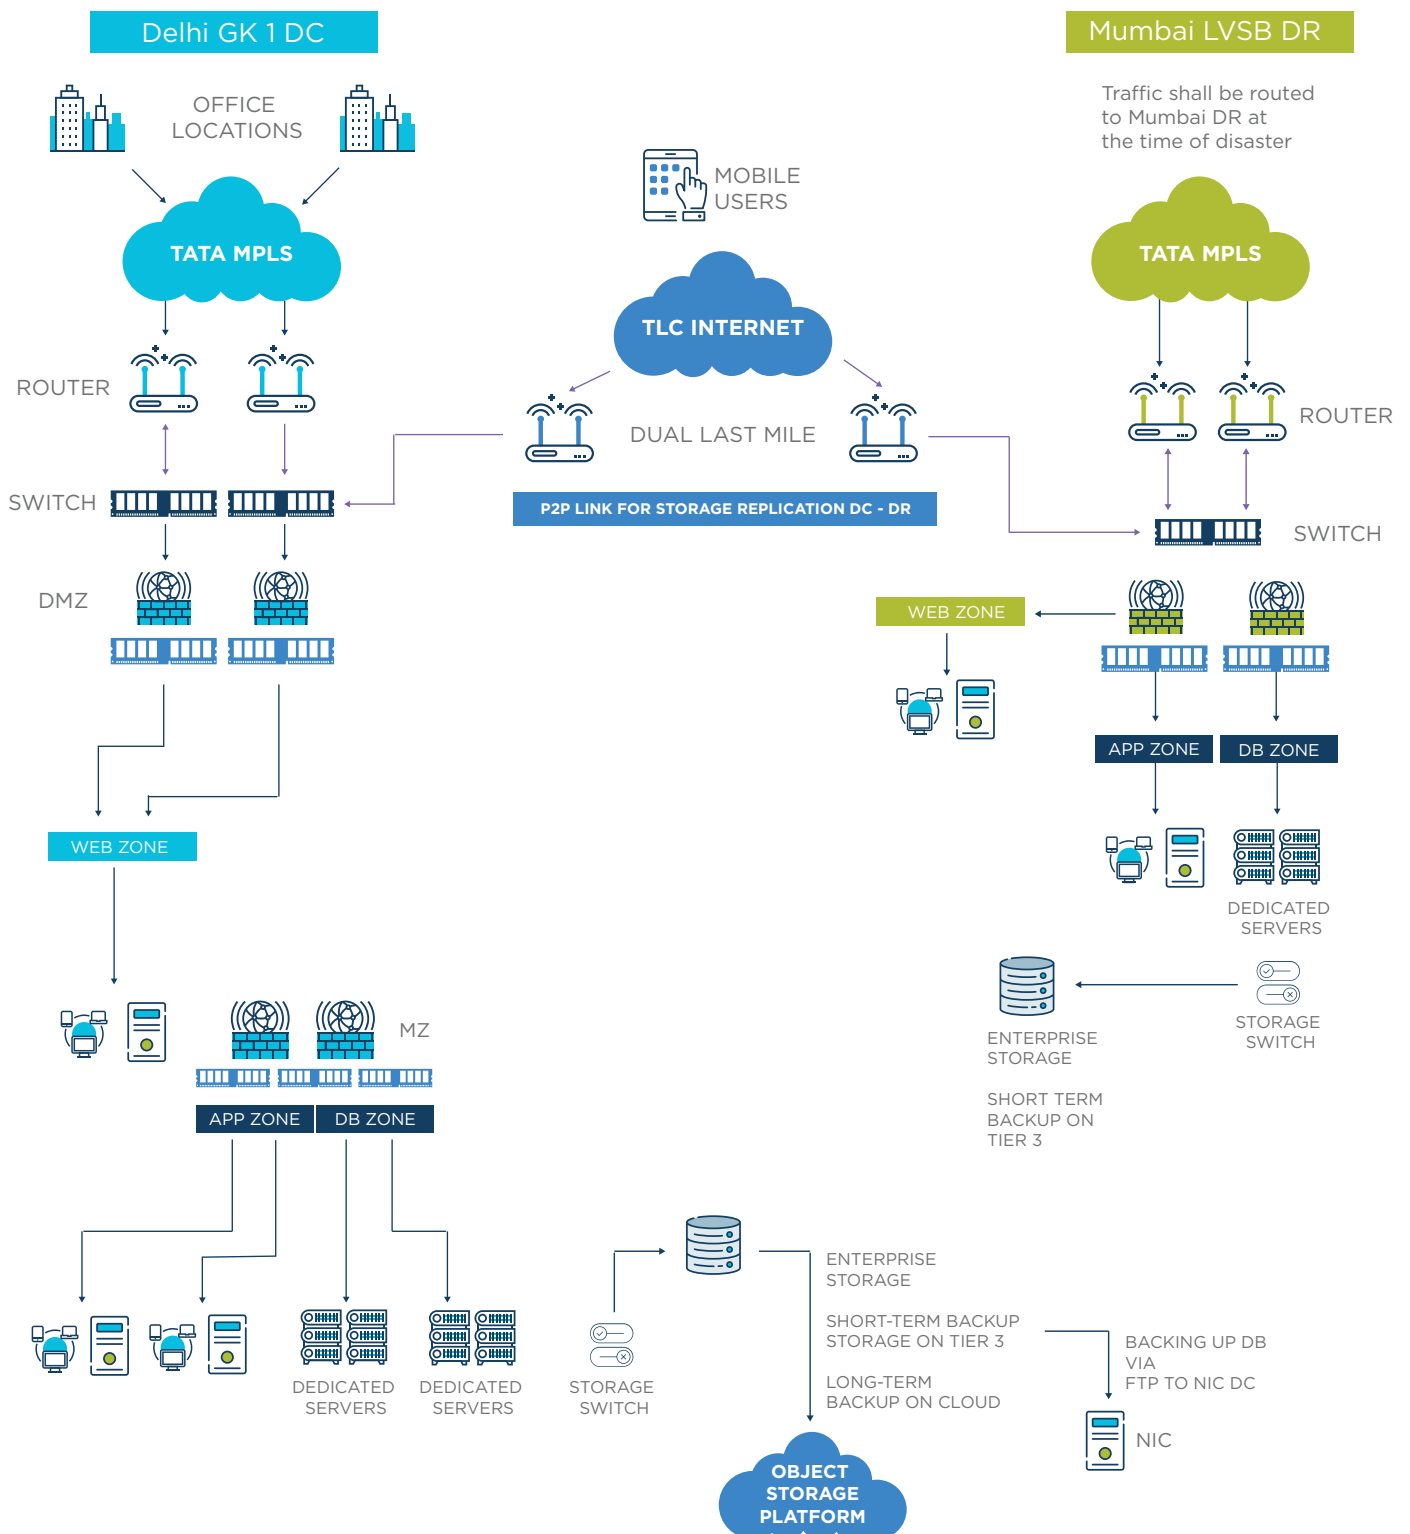 Delhi GK 1 DC
Mumbai LVSB DR
OFFICE
LOCATIONS
Traffic shall be routed
to Mumbai DR at
the time of disaster
MOBILE
USERS
TATA MPLS
TATA MPLS
TLC INTERNET
ROUTER
DUAL LAST MILE
ROUTER
SWITCH
P2P LINK FOR STORAGE REPLICATION DC - DR
SWITCH
DMZ
WEB ZONE
APP ZONE
DB ZONE
WEB ZONE
DEDICATED
SERVERS
MZ
ENTERPRISE
STORAGE
SHORT TERM
BACKUP ON
TIER 3
STORAGE
SWITCH
APP ZONE
DB ZONE
ENTERPRISE
STORAGE
SHORT-TERM BACKUP
STORAGE ON TIER 3
LONG-TERM
BACKUP ON CLOUD
BACKING UP DB
VIA
FTP TO NIC DC
DEDICATED
SERVERS
DEDICATED
SERVERS
STORAGE
SWITCH
NIC
OBJECT
STORAGE
PLATFORM